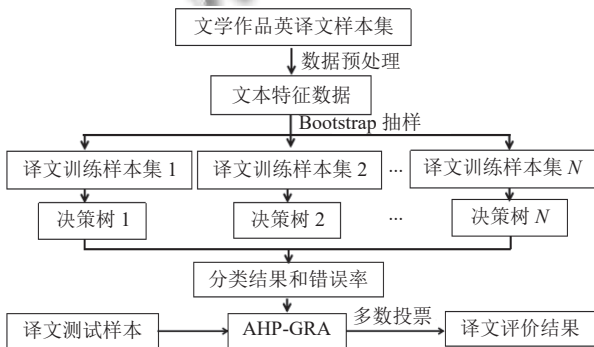 文学作品英译文样本集
数据预处理
文本特征数据
Bootstrap 抽样
译文训练样本集 1 译文训练样本集 2 ... 译文训练样本集 N
决策树 1 决策树 2 ... 决策树 N
分类结果和错误率
译文测试样本 AHP-GRA 多数投票 译文评价结果